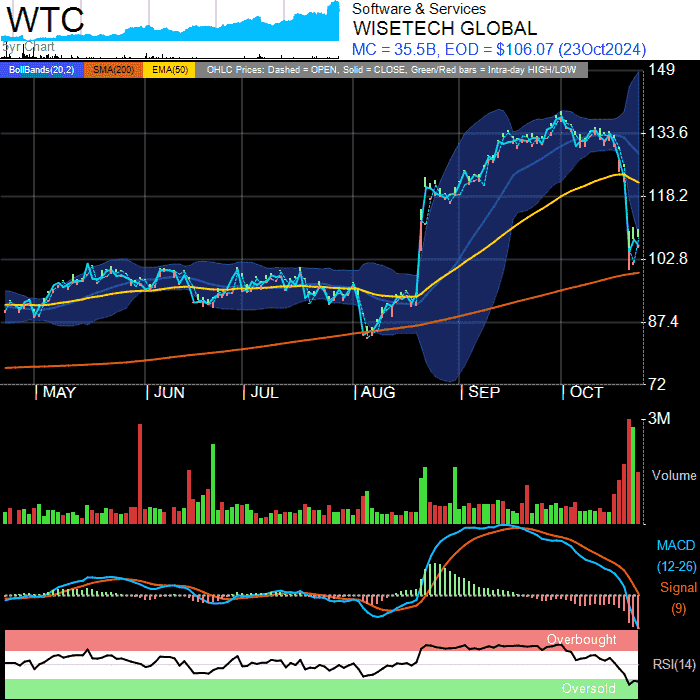 WTC
5yr Chart
Software & Services
WISETECH GLOBAL
MC = 35.5B, EOD = $106.07 (23Oct2024)
BollBands(20,2) SMA(200) EMA(50) OHLC Prices: Dashed = OPEN, Solid = CLOSE, Green/Red bars = Intra-day HIGH/LOW
149
133.6
118.2
102.8
87.4
72
| MAY | JUN | JUL | AUG | SEP | OCT
3M
Volume
MACD
(12-26)
Signal
(9)
Overbought
RSI(14)
Oversold